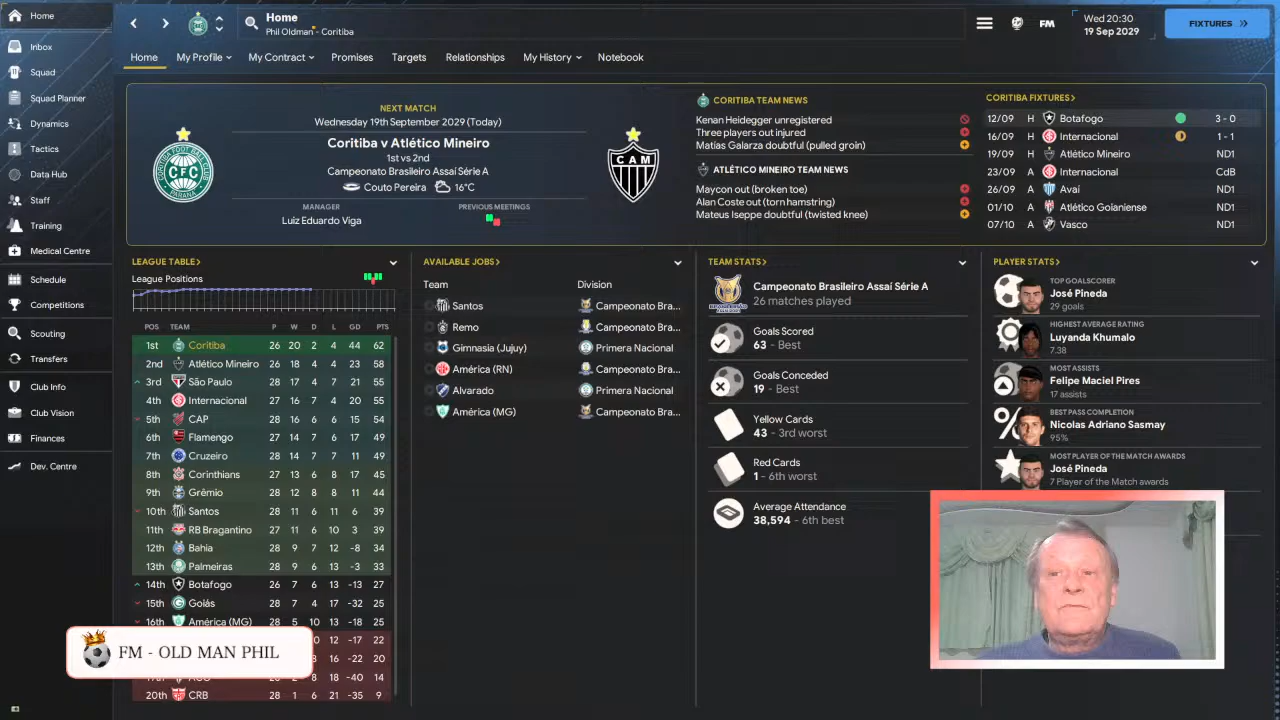 Home
Inbox
Squad
Squad Planner
Dynamics
Tactics
Data Hub
Staff
Training
Medical Centre
Schedule
Competitions
Scouting
Transfers
Club Info
Club Vision
Finances
Dev. Centre
Home
Phil Oldman - Coritiba
FM
Wed 20:30
19 Sep 2029
FIXTURES
Home My Profile My Contract Promises Targets Relationships My History Notebook
NEXT MATCH
Wednesday 19th September 2029 (Today)
Coritiba v Atlético Mineiro
1st vs 2nd
Campeonato Brasileiro Assaí Série A
Couto Pereira 16°C
MANAGER
Luiz Eduardo Viga
PREVIOUS MEETINGS
CFC
CAM
CORITIBA TEAM NEWS
Kenan Heidegger unregistered
Three players out injured
Matías Galarza doubtful (pulled groin)
ATLÉTICO MINEIRO TEAM NEWS
Maycon out (broken toe)
Alan Coste out (torn hamstring)
Mateus Iseppe doubtful (twisted knee)
CORITIBA FIXTURES>
12/09 H Botafogo 3 - 0
16/09 H Internacional 1 - 1
19/09 H Atlético Mineiro ND1
23/09 A Internacional CdB
26/09 A Avaí ND1
01/10 A Atlético Goianiense ND1
07/10 A Vasco ND1
LEAGUE TABLE>
League Positions
POS TEAM P W D L GD PTS
1st Coritiba 26 20 2 4 44 62
2nd Atlético Mineiro 26 18 4 4 23 58
3rd São Paulo 28 17 4 7 21 55
4th Internacional 27 16 7 4 20 55
5th CAP 28 16 6 6 15 54
6th Flamengo 27 14 7 6 17 49
7th Cruzeiro 28 14 7 7 11 49
8th Corinthians 27 13 6 8 17 45
9th Grêmio 28 12 8 8 11 44
10th Santos 28 11 6 11 6 39
11th RB Bragantino 27 11 6 10 3 39
12th Bahia 28 9 7 12 -8 34
13th Palmeiras 28 9 6 13 -3 33
14th Botafogo 26 7 6 13 -13 27
15th Goiás 28 7 4 17 -32 25
16th América (MG) 28 5 10 13 -18 25
12 -17 22
16 -22 20
8 18 -40 14
20th CRB 28 1 6 21 -35 9
AVAILABLE JOBS>
Team Division
Santos Campeonato Bra...
Remo Campeonato Bra...
Gimnasia (Jujuy) Primera Nacional
América (RN) Campeonato Bra...
Alvarado Primera Nacional
América (MG) Campeonato Bra...
TEAM STATS>
Campeonato Brasileiro Assaí Série A
26 matches played
Goals Scored
63 - Best
Goals Conceded
19 - Best
Yellow Cards
43 - 3rd worst
Red Cards
1 - 6th worst
Average Attendance
38,594 - 6th best
PLAYER STATS>
TOP GOALSCORER
José Pineda
29 goals
HIGHEST AVERAGE RATING
Luyanda Khumalo
7.38
MOST ASSISTS
Felipe Maciel Pires
17 assists
BEST PASS COMPLETION
Nicolas Adriano Sasmay
95%
MOST PLAYER OF THE MATCH AWARDS
José Pineda
7 Player of the Match awards
FM - OLD MAN PHIL